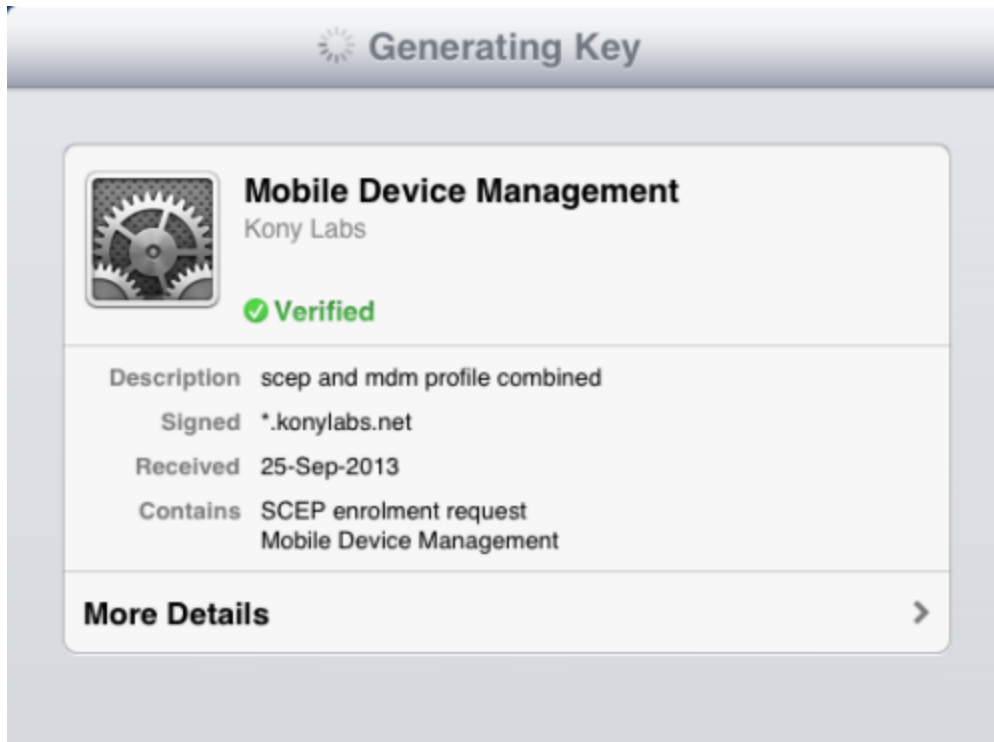 Generating Key
Mobile Device Management
Kony Labs
Verified
Description scep and mdm profile combined
Signed *.konylabs.net
Received 25-Sep-2013
Contains SCEP enrolment request
Mobile Device Management
More Details